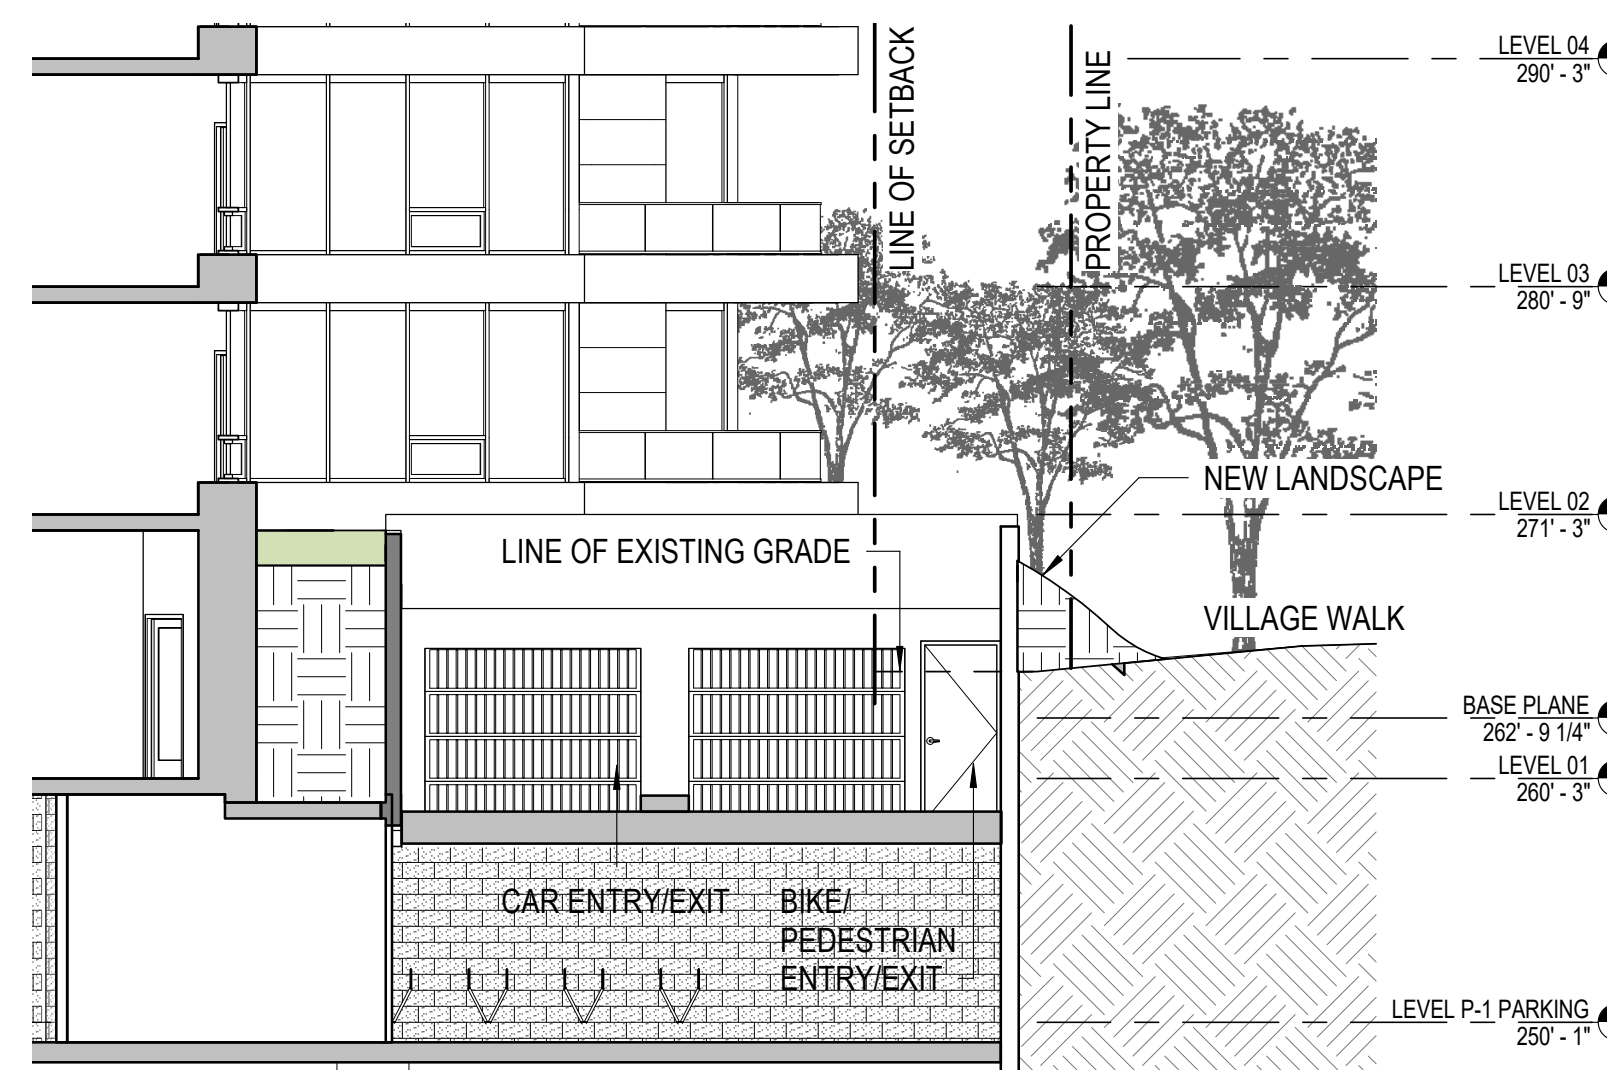 LINE OF SETBACK
PROPERTY LINE
LEVEL 04
290' - 3"
LEVEL 03
280' - 9"
NEW LANDSCAPE
LEVEL 02
271' - 3"
LINE OF EXISTING GRADE
VILLAGE WALK
BASE PLANE
262' - 9 1/4"
LEVEL 01
260' - 3"
CAR ENTRY/EXIT
BIKE/
PEDESTRIAN
ENTRY/EXIT
LEVEL P-1 PARKING
250' - 1"